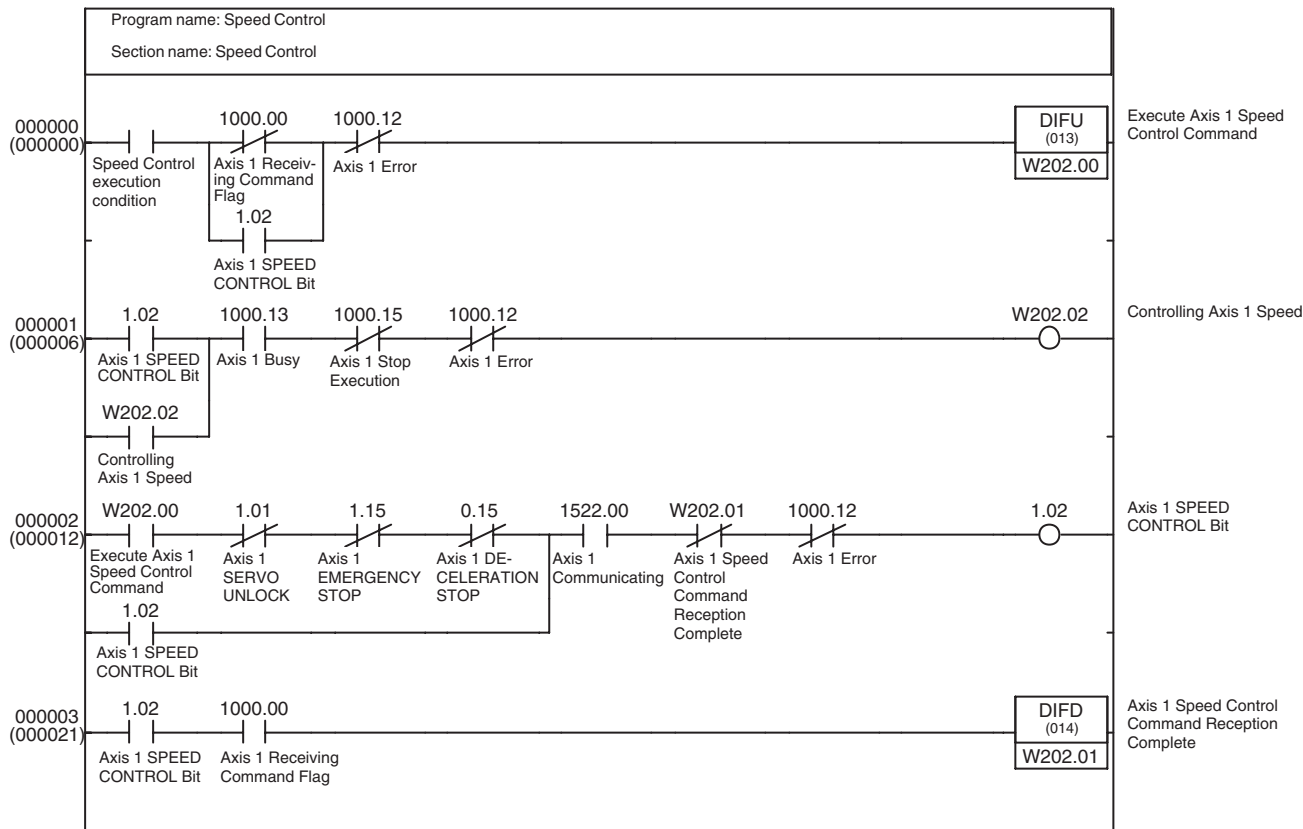 Program name: Speed Control
Section name: Speed Control
000000
(000000)
Speed Control
execution
condition
1000.00
Axis 1 Receiv-
ing Command
Flag
1.02
Axis 1 SPEED
CONTROL Bit
1000.12
Axis 1 Error
DIFU
(013)
W202.00
Execute Axis 1 Speed
Control Command
000001
(000006)
1.02
Axis 1 SPEED
CONTROL Bit
W202.02
Controlling
Axis 1 Speed
1000.13
Axis 1 Busy
1000.15
Axis 1 Stop
Execution
1000.12
Axis 1 Error
W202.02
Controlling Axis 1 Speed
000002
(000012)
W202.00
Execute Axis 1
Speed Control
Command
1.02
Axis 1 SPEED
CONTROL Bit
1.01
Axis 1
SERVO
UNLOCK
1.15
Axis 1
EMERGENCY
STOP
0.15
Axis 1 DE-
CELERATION
STOP
1522.00
Axis 1
Communicating
W202.01
Axis 1 Speed
Control
Command
Reception
Complete
1000.12
Axis 1 Error
1.02
Axis 1 SPEED
CONTROL Bit
000003
(000021)
1.02
Axis 1 SPEED
CONTROL Bit
1000.00
Axis 1 Receiving
Command Flag
DIFD
(014)
W202.01
Axis 1 Speed Control
Command Reception
Complete